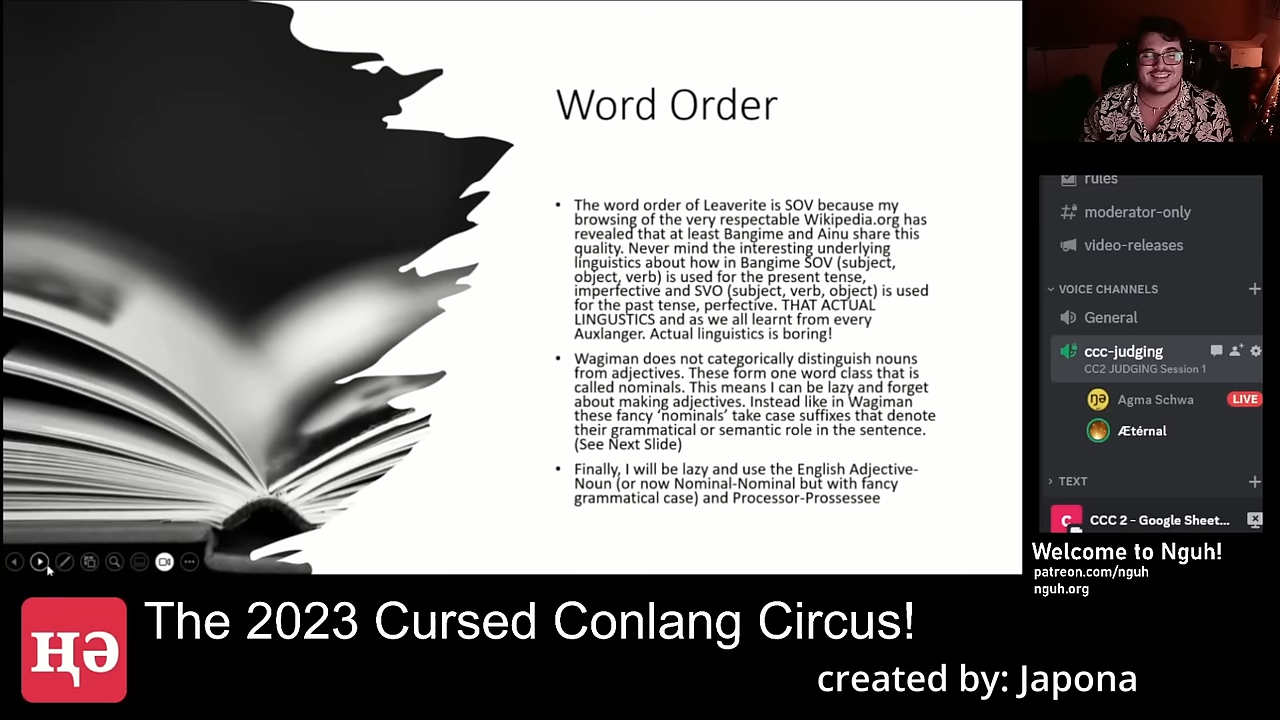 Word Order
• The word order of Leaverite is SOV because my
browsing of the very respectable Wikipedia.org has
revealed that at least Bangime and Ainu share this
quality. Never mind the interesting underlying
linguistics about how in Bangime SOV (subject,
object, verb) is used for the present tense,
imperfective and SVO (subject, verb, object) is used
for the past tense, perfective. THAT ACTUAL
LINGUSTICS and as we all learnt from every
Auxlanger. Actual linguistics is boring!
• Wagiman does not categorically distinguish nouns
from adjectives. These form one word class that is
called nominals. This means I can be lazy and forget
about making adjectives. Instead like in Wagiman
these fancy ‘nominals’ take case suffixes that denote
their grammatical or semantic role in the sentence.
(See Next Slide)
• Finally, I will be lazy and use the English Adjective-
Noun (or now Nominal-Nominal but with fancy
grammatical case) and Processor-Prossessee
rules
moderator-only
video-releases
VOICE CHANNELS
General
ccc-judging
CC2 JUDGING Session 1
ŋə
Agma Schwa
LIVE
Ætérnal
TEXT
C
CCC 2 - Google Sheet...
Welcome to Nguh!
patreon.com/nguh
nguh.org
ңə
The 2023 Cursed Conlang Circus!
created by: Japona